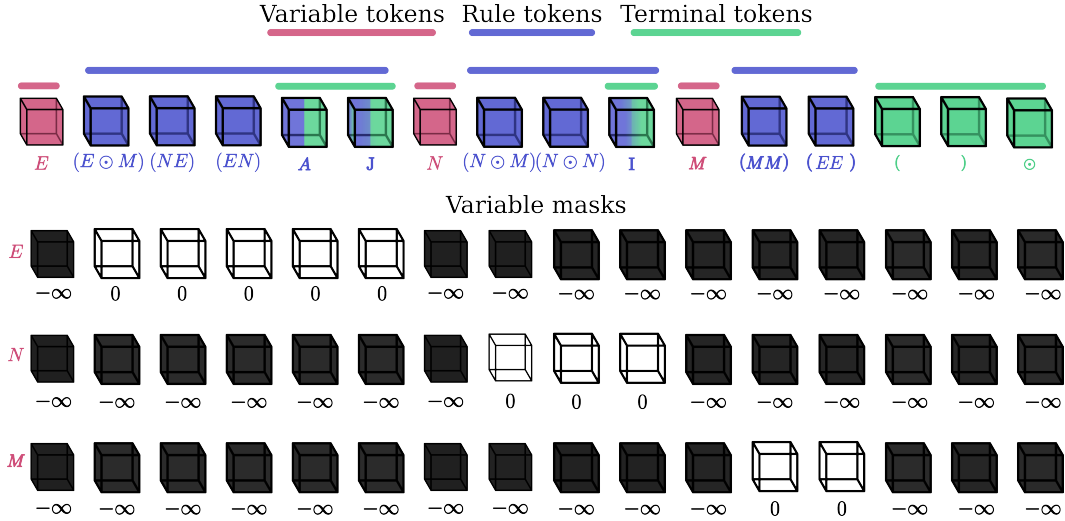 Variable tokens Rule tokens Terminal tokens
E (E ⊙ M) (NE) (EN) A J N (N ⊙ M) (N ⊙ N) I M (MM) (EE ) ( ) ⊙
Variable masks
E
−∞ 0 0 0 0 0 −∞ −∞ −∞ −∞ −∞ −∞ −∞ −∞ −∞ −∞
N
−∞ −∞ −∞ −∞ −∞ −∞ −∞ 0 0 0 −∞ −∞ −∞ −∞ −∞ −∞
M
−∞ −∞ −∞ −∞ −∞ −∞ −∞ −∞ −∞ −∞ −∞ 0 0 −∞ −∞ −∞